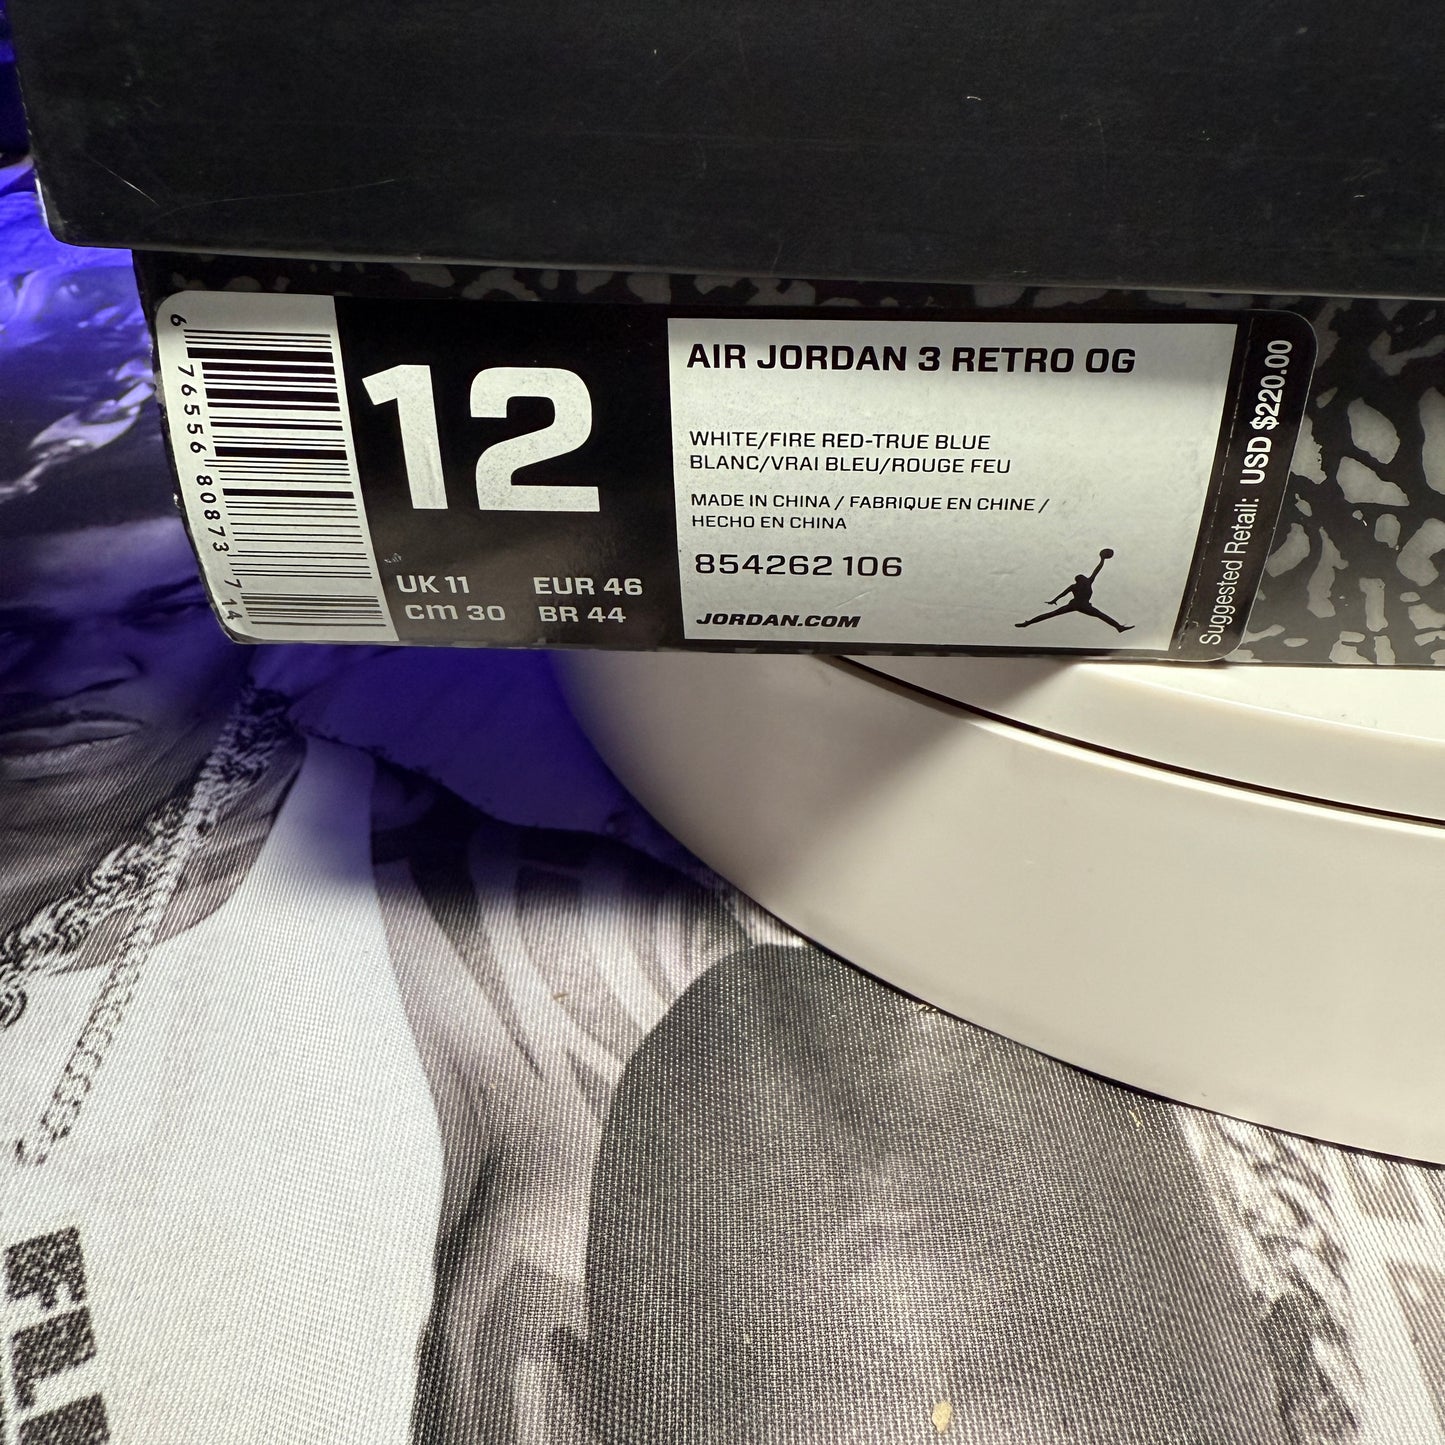 6 76556 80873 7 14
12
UK 11 EUR 46
cm 30 BR 44
AIR JORDAN 3 RETRO OG
WHITE/FIRE RED-TRUE BLUE
BLANC/VRAI BLEU/ROUGE FEU
MADE IN CHINA / FABRIQUE EN CHINE /
HECHO EN CHINA
854262 106
JORDAN.COM
Suggested Retail: USD $220.00